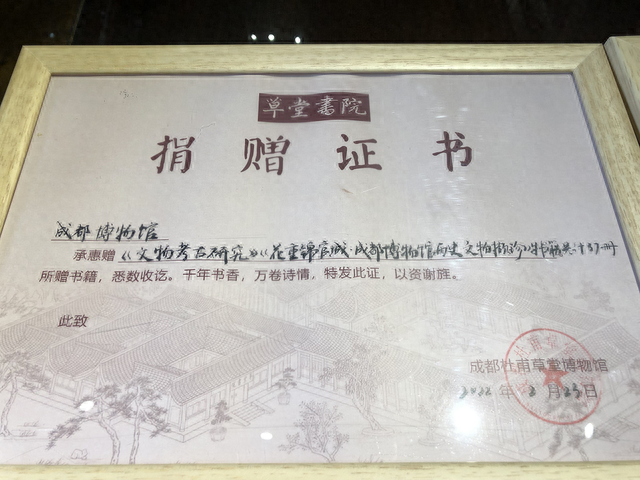 草堂書院
捐赠证书
成都博物馆
承惠赠《文物考古研究》《花重锦官城·成都博物馆历史文物撷珍》书籍共计37册
所赠书籍，悉数收讫。千年书香，万卷诗情，特发此证，以资谢旌。
此致
成都杜甫草堂博物馆
2022年2月23日